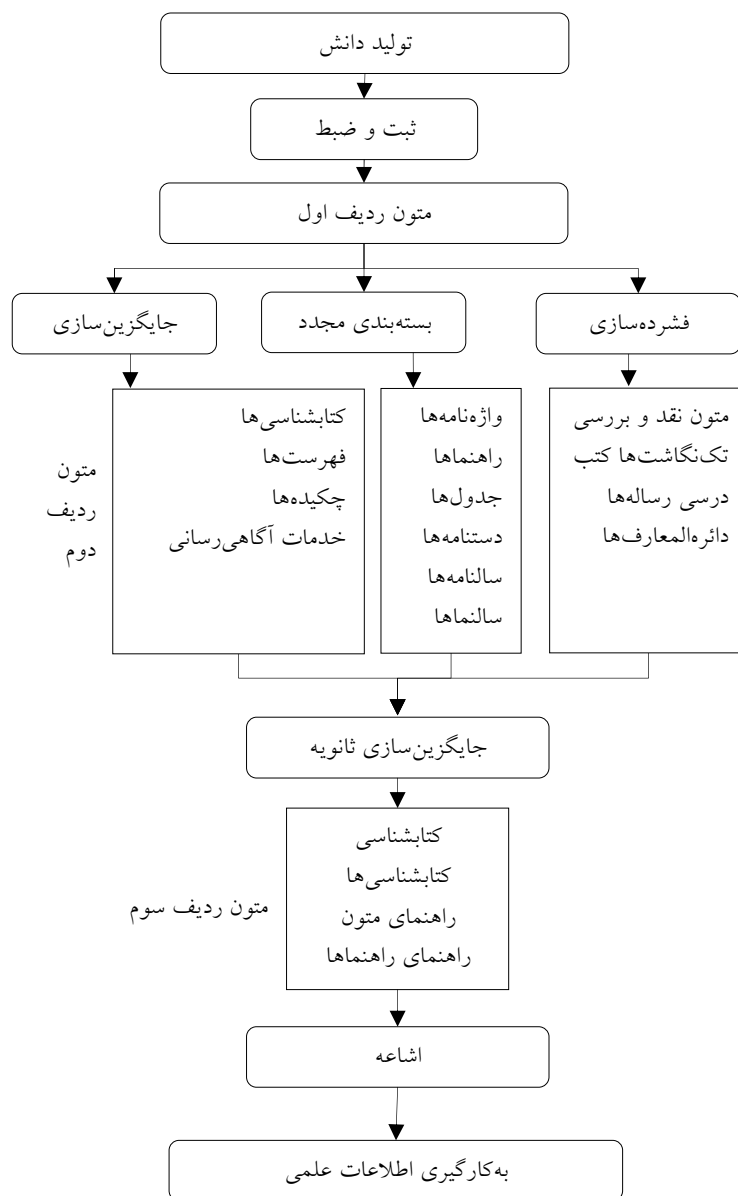 تولید دانش
ثبت و ضبط
متون ردیف اول
فشرده‌سازی
بسته‌بندی مجدد
جایگزین‌سازی
متون نقد و بررسی
تک‌نگاشت‌ها کتب
درسی رساله‌ها
دائره‌المعارف‌ها
واژه‌نامه‌ها
راهنماها
جدول‌ها
دستنامه‌ها
سالنامه‌ها
سالنماها
کتابشناسی‌ها
فهرست‌ها
چکیده‌ها
خدمات آگاهی‌رسانی
متون
ردیف
دوم
جایگزین‌سازی ثانویه
کتابشناسی
کتابشناسی‌ها
راهنمای متون
راهنمای راهنماها
متون ردیف سوم
اشاعه
به‌کارگیری اطلاعات علمی